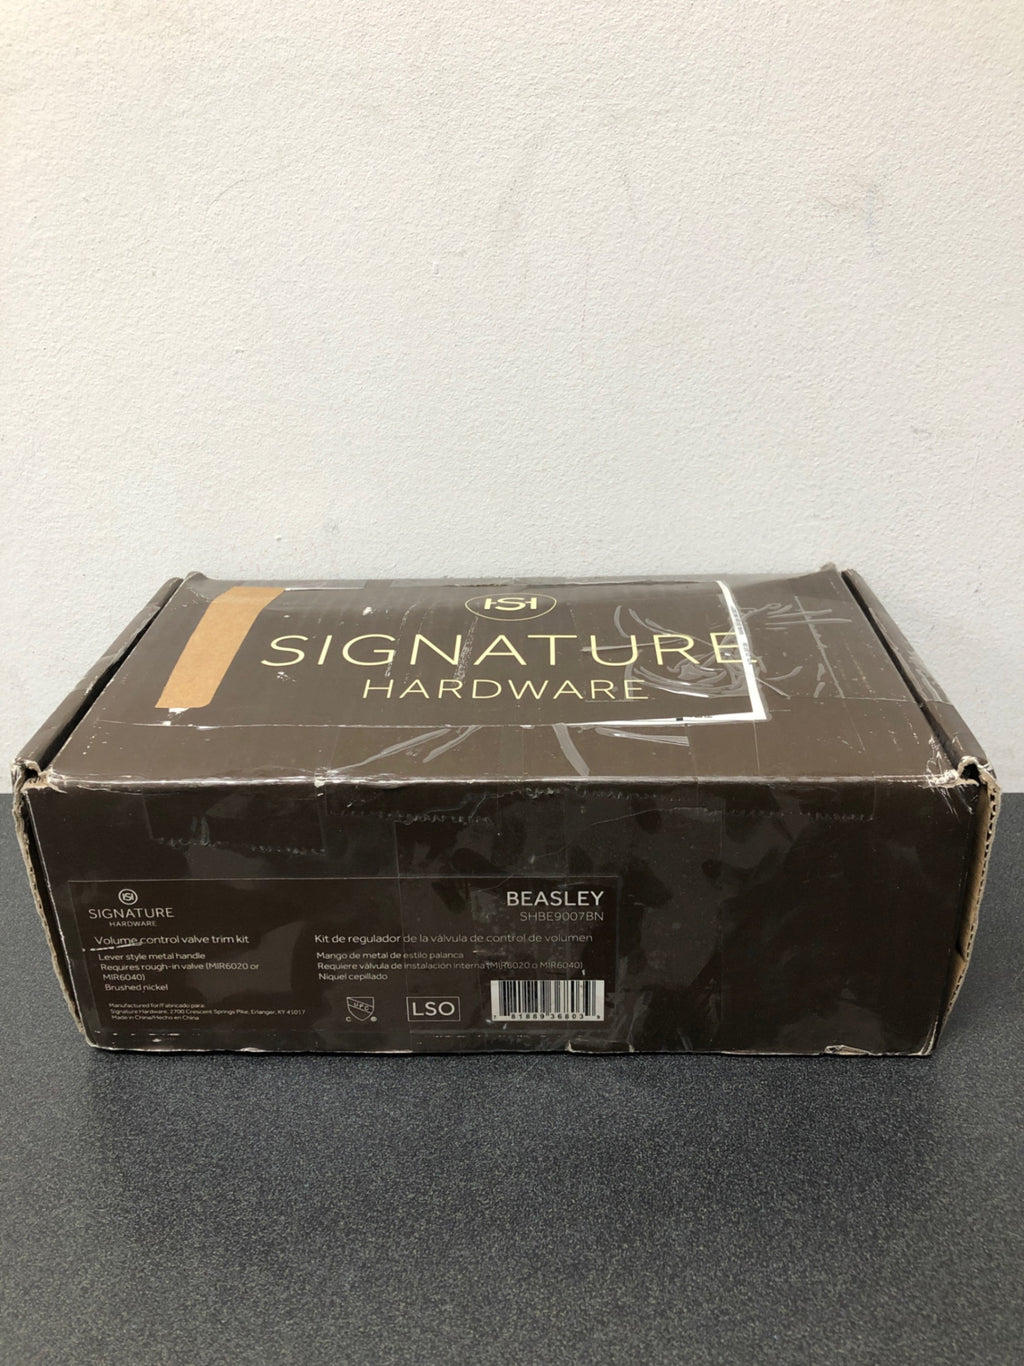 SIGNATURE
HARDWARE
SIGNATURE
HARDWARE
Volume control valve trim kit
Lever style metal handle
Requires rough-in valve (MIR6020 or
MIR6040)
Brushed nickel
Manufactured for/Fabricado para:
Signature Hardware, 2700 Crescent Springs Pike, Erlanger, KY 41017
Made in China/Hecho en China
BEASLEY
SHBE9007BN
Kit de regulador de la válvula de control de volumen
Mango de metal de estilo palanca
Requiere válvula de instalación interna (MIR6020 o MIR6040)
Níquel cepillado
UPC
C ®
LSO